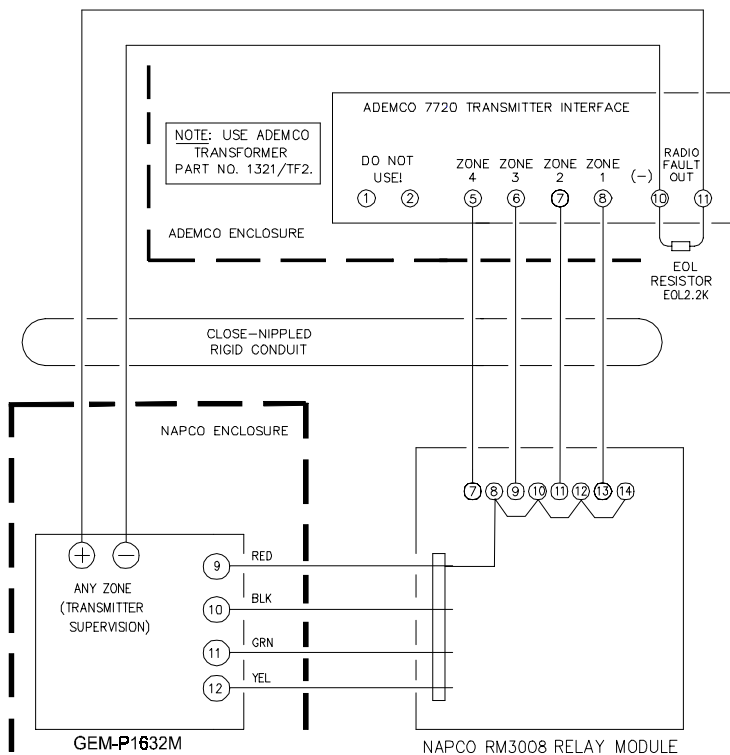 ADEMCO 7720 TRANSMITTER INTERFACE
NOTE: USE ADEMCO
TRANSFORMER
PART NO. 1321/TF2.
DO NOT
USE!
ZONE
4
ZONE
3
ZONE
2
ZONE
1
(–)
RADIO
FAULT
OUT
1 2 5 6 7 8 10 11
ADEMCO ENCLOSURE
EOL
RESISTOR
EOL2.2K
CLOSE–NIPPLED
RIGID CONDUIT
NAPCO ENCLOSURE
7 8 9 10 11 12 13 14
+ –
ANY ZONE
(TRANSMITTER
SUPERVISION)
9 RED
10 BLK
11 GRN
12 YEL
GEM-P1632M
NAPCO RM3008 RELAY MODULE